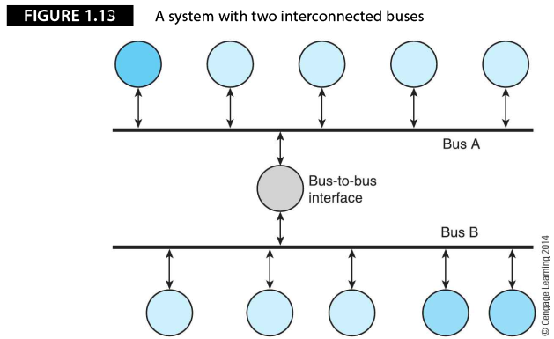 FIGURE 1.13 A system with two interconnected buses
Bus A
Bus-to-bus
interface
Bus B
© Cengage Learning 2014